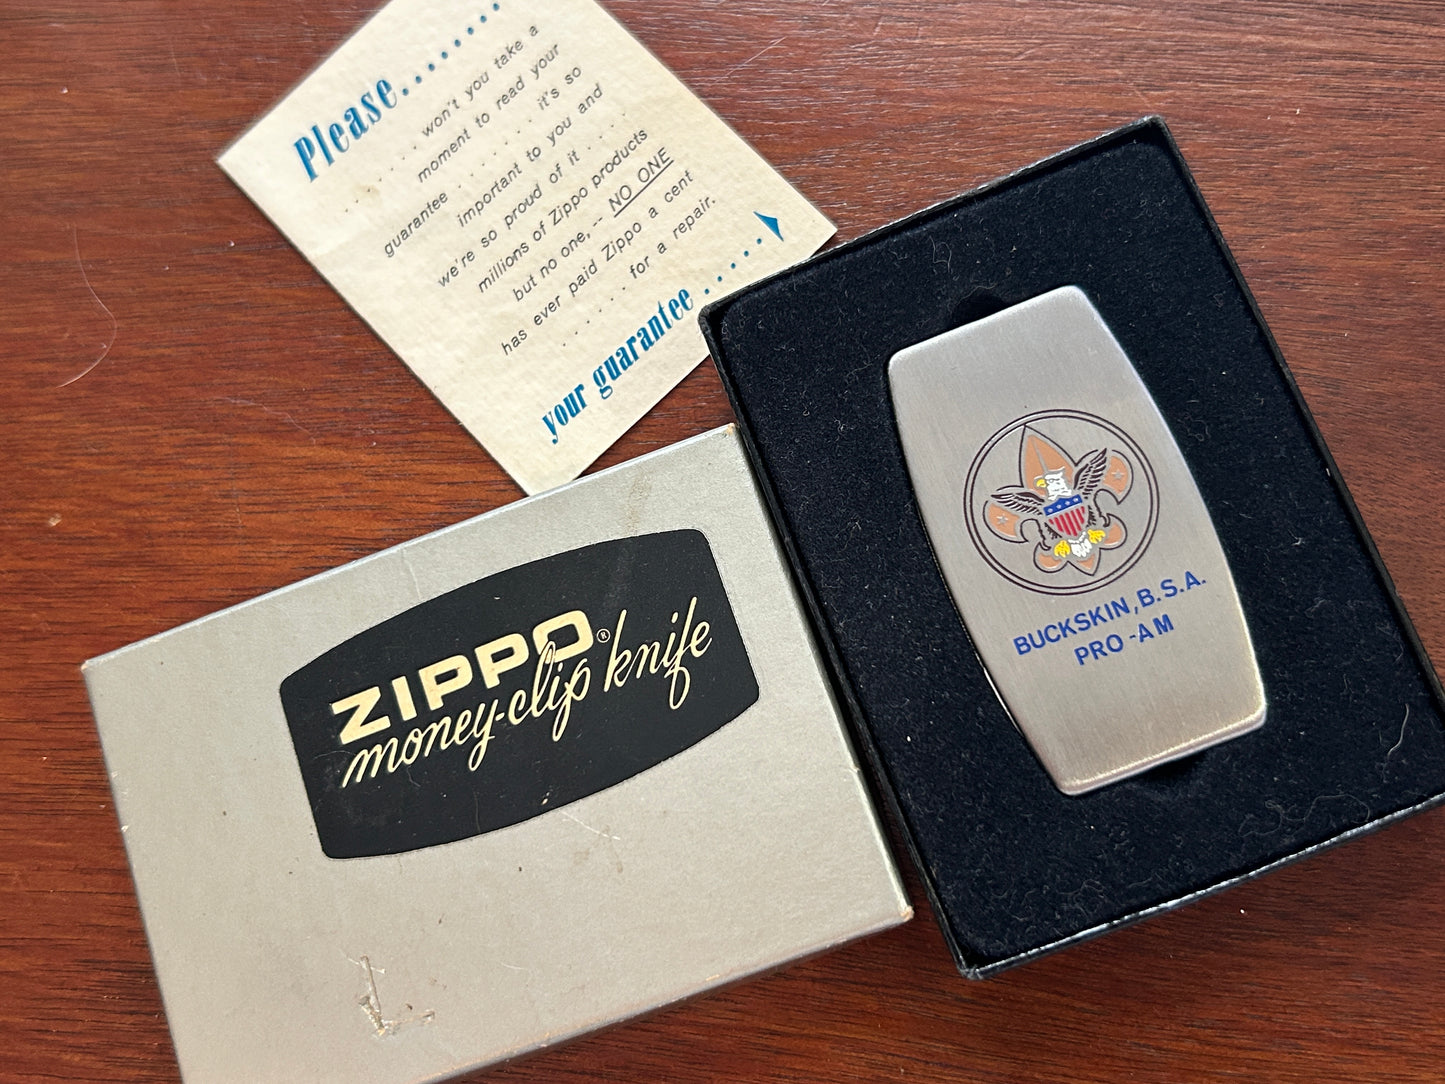 Please........
..... won't you take a
moment to read your
guarantee ........ it's so
important to you and
we're so proud of it .....
millions of Zippo products
but no one, -- NO ONE
has ever paid Zippo a cent
..... for a repair.
your guarantee .....
ZIPPO®
money-clip knife
BUCKSKIN, B.S.A.
PRO-AM